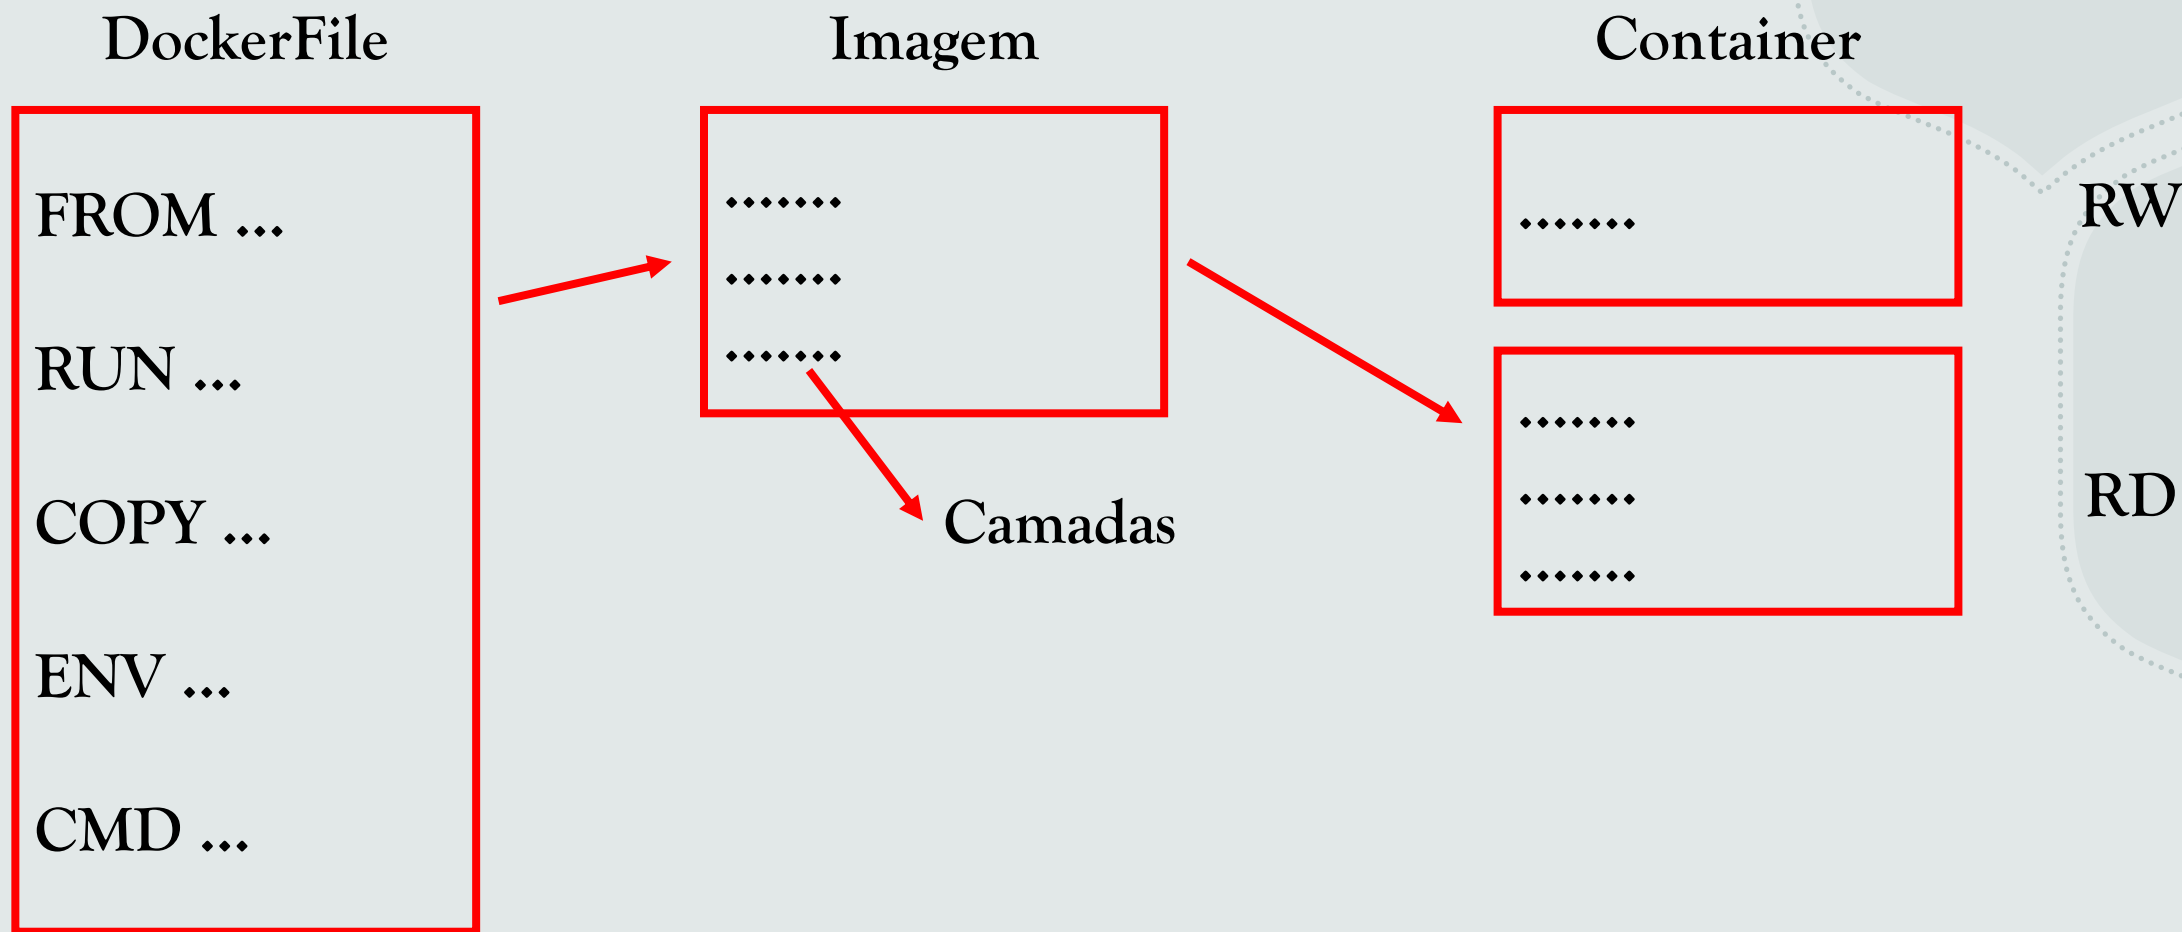 DockerFile
FROM ...
RUN ...
COPY ...
ENV ...
CMD ...
Imagem
.......
.......
.......
Camadas
Container
.......
RW
.......
.......
.......
RD